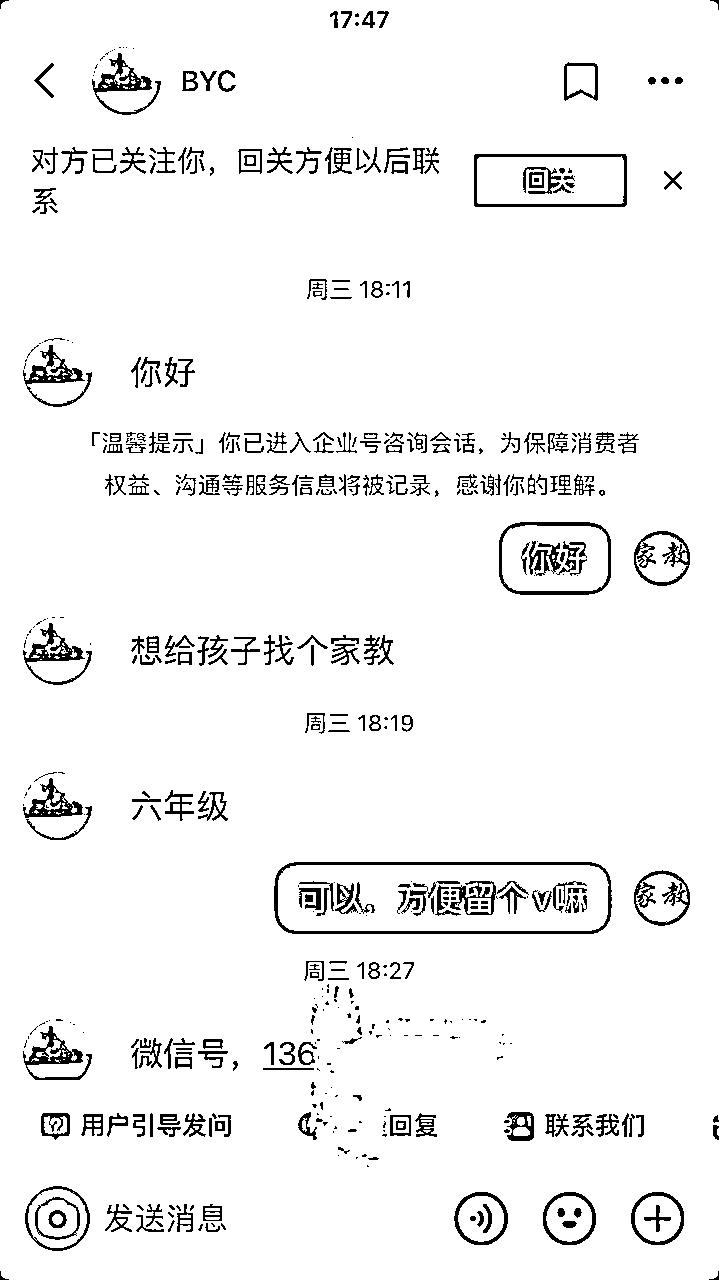 17:47
BYC
对方已关注你，回关方便以后联
系
回关
周三 18:11
你好
「温馨提示」你已进入企业号咨询会话，为保障消费者
权益、沟通等服务信息将被记录，感谢你的理解。
你好
家教
想给孩子找个家教
周三 18:19
六年级
可以。方便留个v嘛
家教
周三 18:27
微信号，136
用户引导发问
回复
联系我们
发送消息